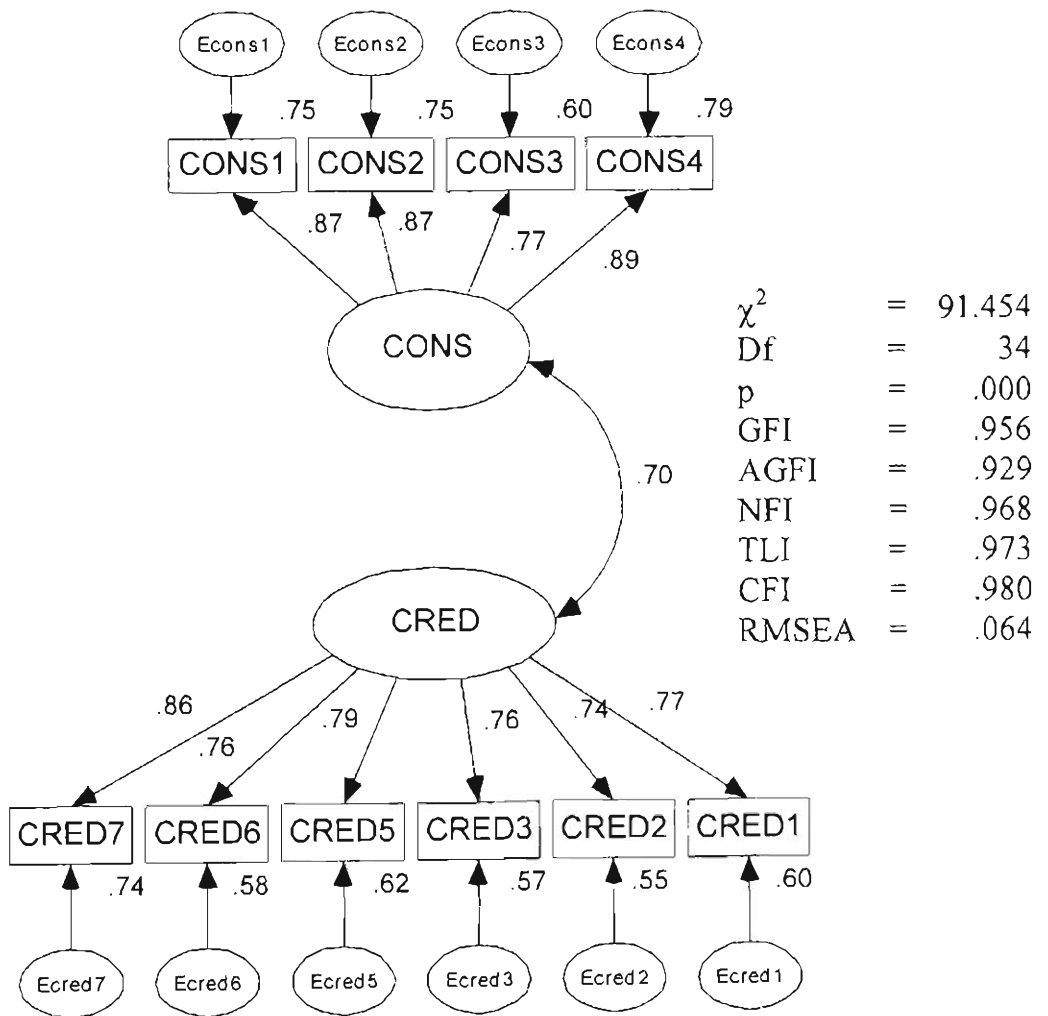 Econs1 Econs2 Econs3 Econs4
.75 .75 .60 .79
CONS1 CONS2 CONS3 CONS4
.87 .87 .77 .89
CONS
.70
CRED
.86 .76 .79 .76 .74 .77
CRED7 CRED6 CRED5 CRED3 CRED2 CRED1
.74 .58 .62 .57 .55 .60
Ecred7 Ecred6 Ecred5 Ecred3 Ecred2 Ecred1
χ² = 91.454
Df = 34
p = .000
GFI = .956
AGFI = .929
NFI = .968
TLI = .973
CFI = .980
RMSEA = .064